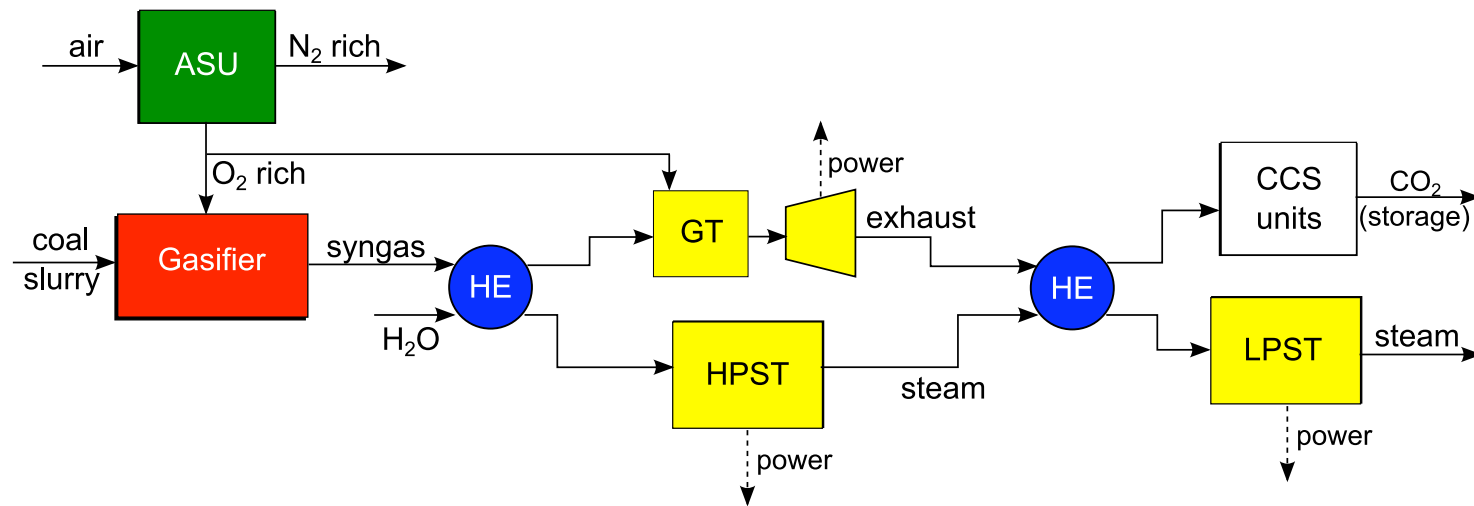 air
ASU
N₂ rich
O₂ rich
coal
slurry
Gasifier
syngas
H₂O
HE
GT
power
exhaust
HPST
steam
power
HE
CCS
units
CO₂
(storage)
LPST
steam
power